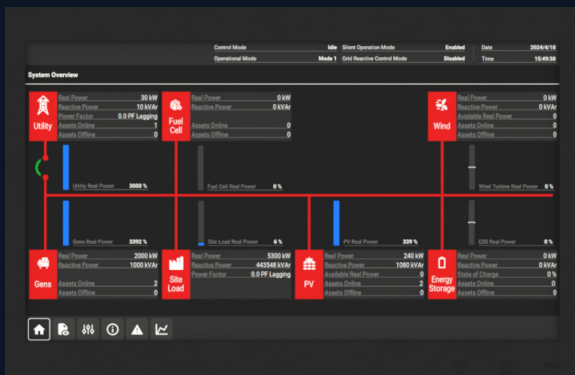 Control Mode Idle Silent Operation Mode Enabled Date 2024/4/18
Operational Mode Mode 1 Grid Reactive Control Mode Disabled Time 15:49:38
System Overview
Utility
Real Power 30 kW
Reactive Power 10 kVAr
Power Factor 0.0 PF Lagging
Assets Online 1
Assets Offline 0
Fuel Cell
Real Power 0 kW
Reactive Power 0 kVAr
Assets Online 0
Assets Offline 0
Wind
Real Power 0 kW
Reactive Power 0 kVAr
Available Real Power 0
Assets Online 0
Assets Offline 0
Utility Real Power 3000 %
Fuel Cell Real Power 0 %
Wind Turbine Real Power 0 %
Gens Real Power 3392 %
Site Load Real Power 6 %
PV Real Power 339 %
ESS Real Power 0 %
Gens
Real Power 2000 kW
Reactive Power 1000 kVAr
Assets Online 2
Assets Offline 0
Site Load
Real Power 5300 kW
Reactive Power 443548 kVAr
Power Factor 0.0 PF Lagging
PV
Real Power 240 kW
Reactive Power 1080 kVAr
Available Real Power 0
Assets Online 2
Assets Offline 0
Energy Storage
Real Power 0 kW
Reactive Power 0 kVAr
State of Charge 0 %
Assets Online 0
Assets Offline 0